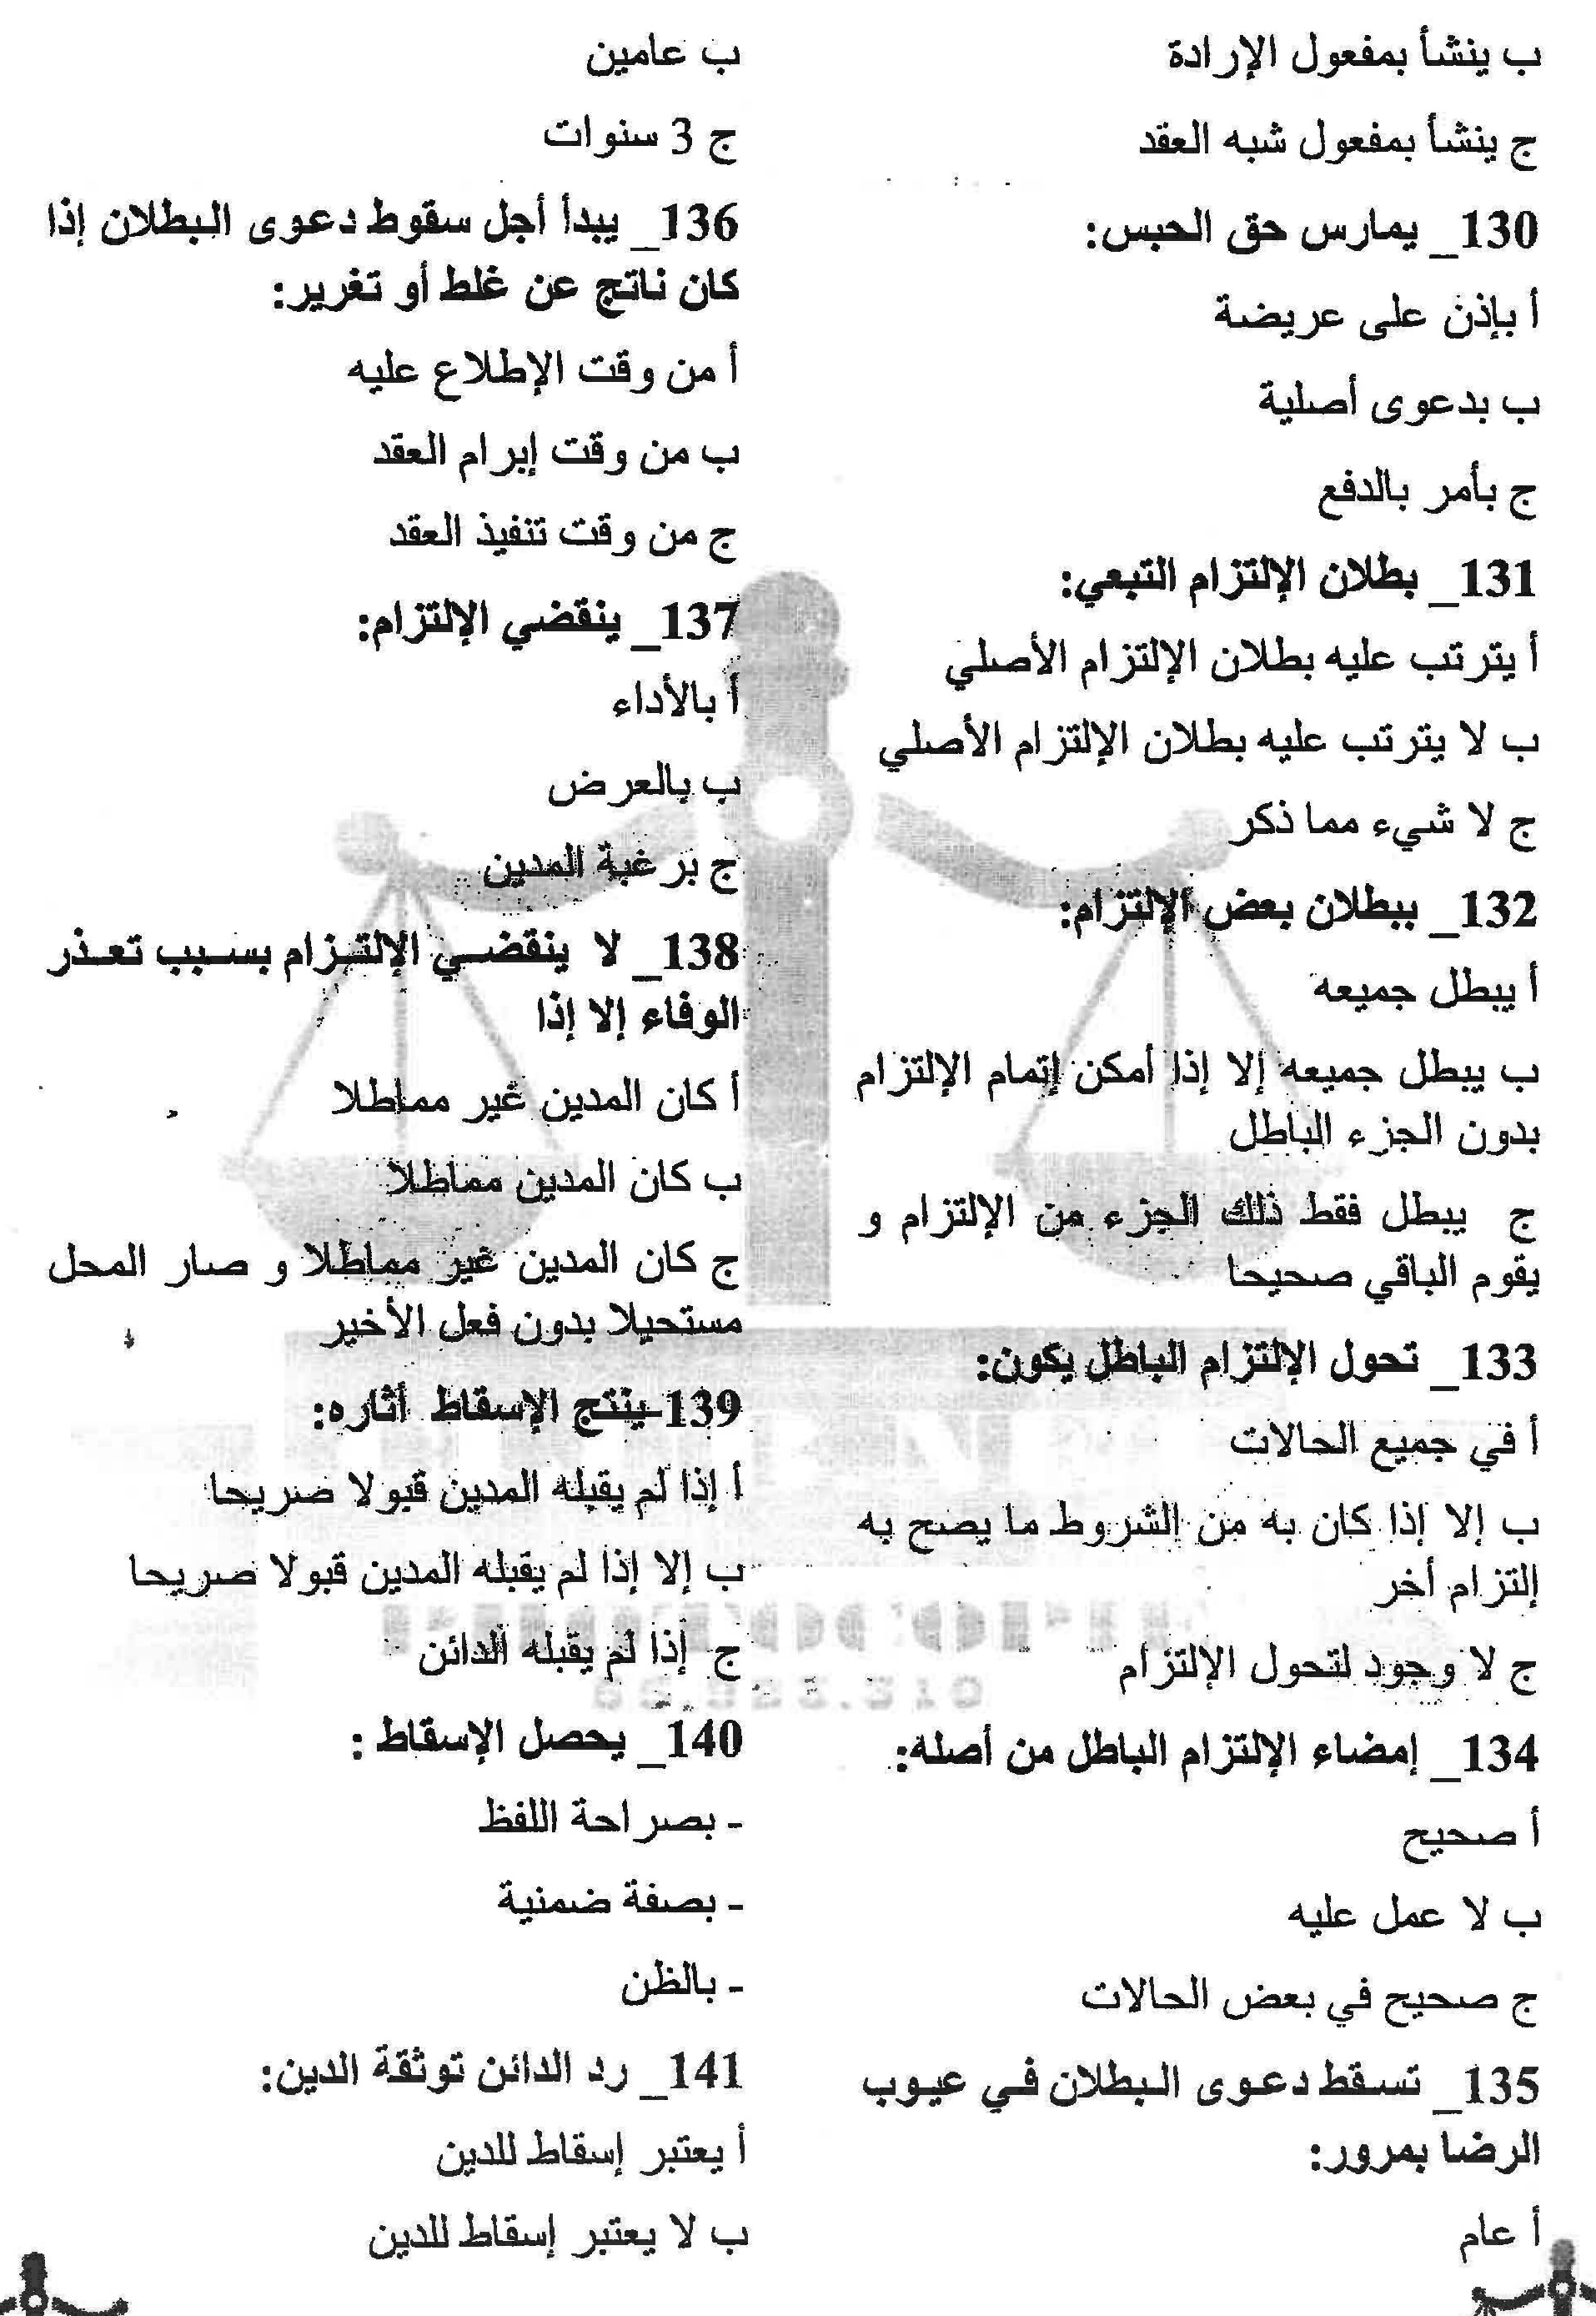 ب ينشأ بمفعول الإرادة
ج ينشأ بمفعول شبه العقد
130_ يمارس حق الحبس:
أ بإذن على عريضة
ب بدعوى أصلية
ج بأمر بالدفع
131_ بطلان الإلتزام التبعي:
أ يترتب عليه بطلان الإلتزام الأصلي
ب لا يترتب عليه بطلان الإلتزام الأصلي
ج لا شيء مما ذكر
132_ ببطلان بعض الإلتزام:
أ يبطل جميعه
ب يبطل جميعه إلا إذا أمكن إتمام الإلتزام
بدون الجزء الباطل
ج يبطل فقط ذلك الجزء من الإلتزام و
يقوم الباقي صحيحا
133_ تحول الإلتزام الباطل يكون:
أ في جميع الحالات
ب إلا إذا كان به من الشروط ما يصح به
إلتزام أخر
ج لا وجود لتحول الإلتزام
134_ إمضاء الإلتزام الباطل من أصله:
أ صحيح
ب لا عمل عليه
ج صحيح في بعض الحالات
135_ تسقط دعوى البطلان في عيوب
الرضا بمرور:
أ عام
ب عامين
ج 3 سنوات
136_ يبدأ أجل سقوط دعوى البطلان إذا
كان ناتج عن غلط أو تغرير:
أ من وقت الإطلاع عليه
ب من وقت إبرام العقد
ج من وقت تنفيذ العقد
137_ ينقضي الإلتزام:
أ بالأداء
ب بالعرض
ج برغبة المدين
138_ لا ينقضي الإلتزام بسبب تعذر
الوفاء إلا إذا
أ كان المدين غير مماطلا
ب كان المدين مماطلا
ج كان المدين غير مماطلا و صار المحل
مستحيلا بدون فعل الأخير
139-ينتج الإسقاط أثاره:
أ إذا لم يقبله المدين قبولا صريحا
ب إلا إذا لم يقبله المدين قبولا صريحا
ج إذا لم يقبله الدائن
140_ يحصل الإسقاط :
- بصراحة اللفظ
- بصفة ضمنية
- بالظن
141_ رد الدائن توثقة الدين:
أ يعتبر إسقاط للدين
ب لا يعتبر إسقاط للدين